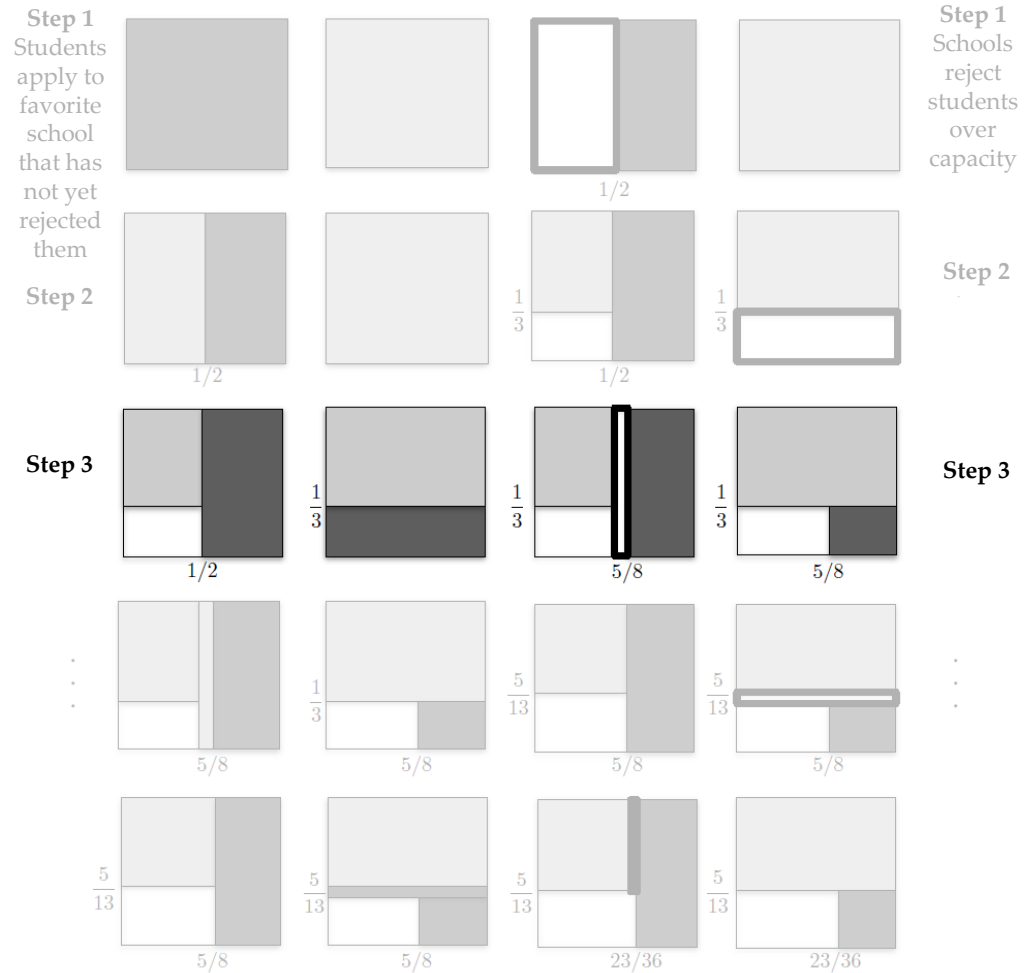 Step 1
Students
apply to
favorite
school
that has
not yet
rejected
them
Step 1
Schools
reject
students
over
capacity
1/2
Step 2
1/3
1/3
Step 2
1/2
1/2
Step 3
1/3
1/3
1/3
Step 3
1/2
5/8
5/8
.
.
.
1/3
5/13
5/13
.
.
.
5/8
5/8
5/8
5/8
5/13
5/13
5/13
5/13
5/8
5/8
23/36
23/36